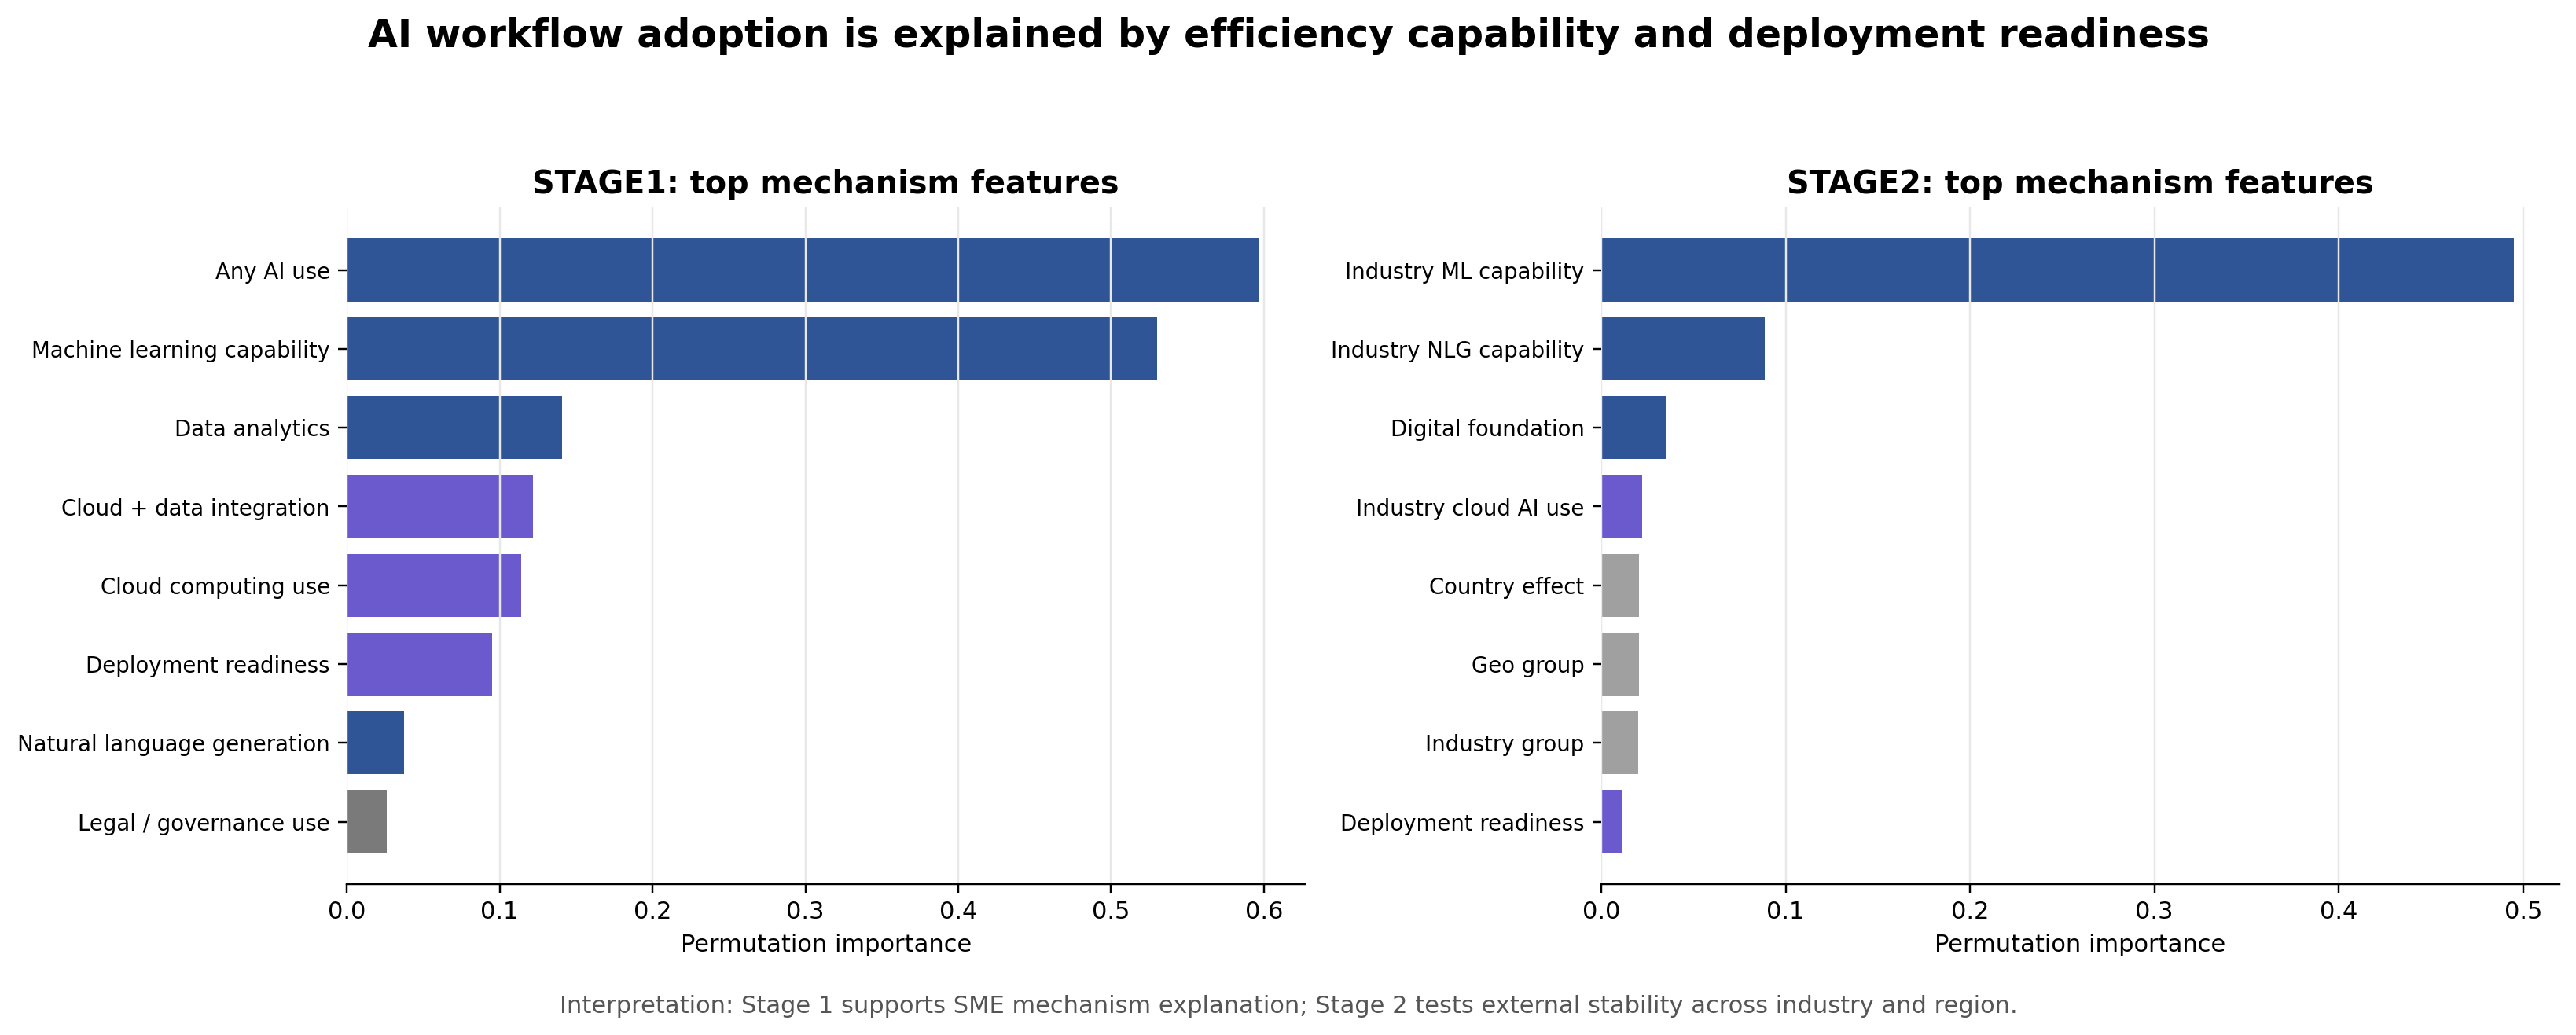 AI workflow adoption is explained by efficiency capability and deployment readiness
STAGE1: top mechanism features
Any AI use
Machine learning capability
Data analytics
Cloud + data integration
Cloud computing use
Deployment readiness
Natural language generation
Legal / governance use
0.0 0.1 0.2 0.3 0.4 0.5 0.6
Permutation importance
STAGE2: top mechanism features
Industry ML capability
Industry NLG capability
Digital foundation
Industry cloud AI use
Country effect
Geo group
Industry group
Deployment readiness
0.0 0.1 0.2 0.3 0.4 0.5
Permutation importance
Interpretation: Stage 1 supports SME mechanism explanation; Stage 2 tests external stability across industry and region.